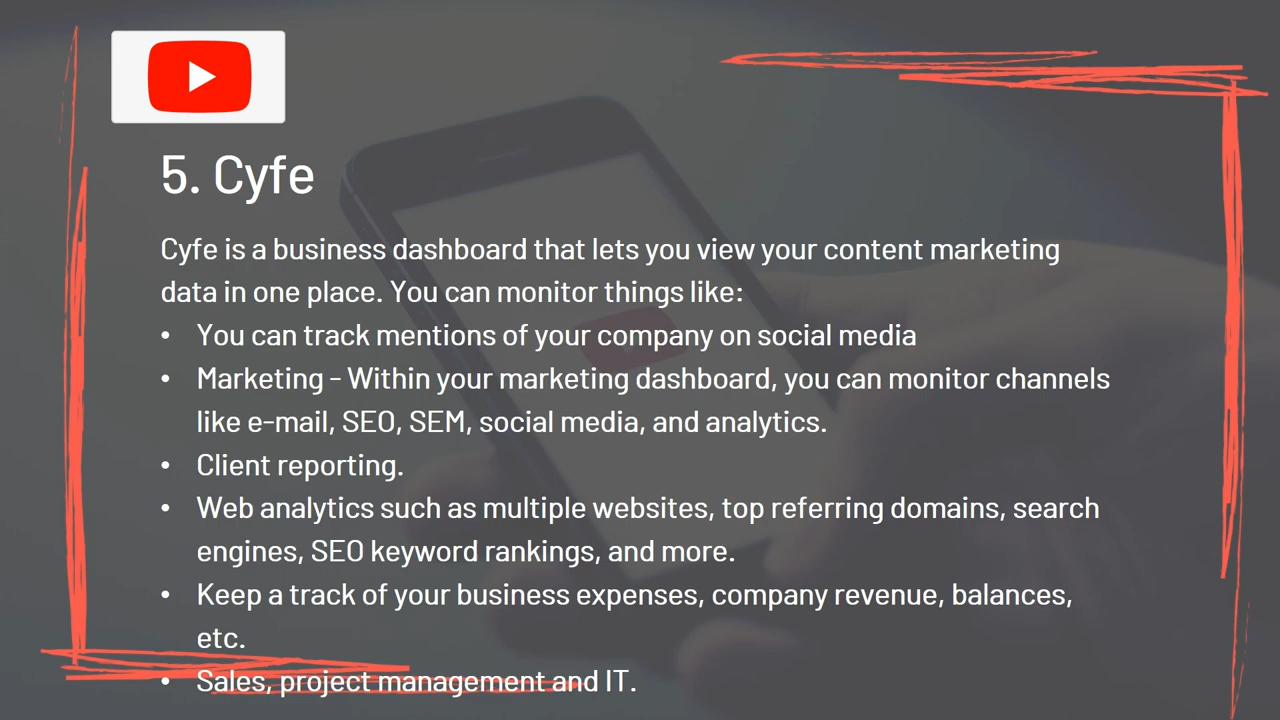 5. Cyfe
Cyfe is a business dashboard that lets you view your content marketing
data in one place. You can monitor things like:
• You can track mentions of your company on social media
• Marketing - Within your marketing dashboard, you can monitor channels
like e-mail, SEO, SEM, social media, and analytics.
• Client reporting.
• Web analytics such as multiple websites, top referring domains, search
engines, SEO keyword rankings, and more.
• Keep a track of your business expenses, company revenue, balances,
etc.
• Sales, project management and IT.